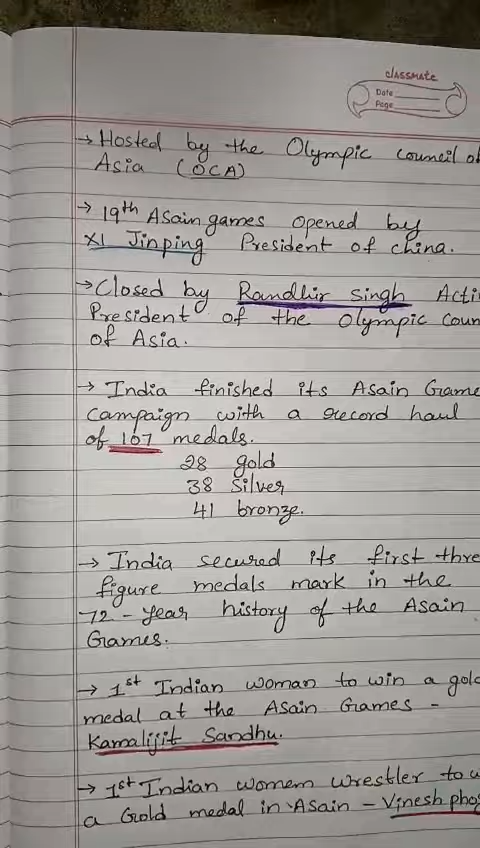 classmate
Date
Page
→ Hosted by the Olympic council of
Asia (OCA)
→ 19th Asain games opened by
XI Jinping President of china.
→ Closed by Randhir singh Acti
President of the Olympic Coun
of Asia.
→ India finished its Asain Game
campaign with a record haul
of 107 medals.
28 gold
38 silver
41 bronze.
→ India secured its first thre
figure medals mark in the
72-year history of the Asain
Games.
→ 1st Indian woman to win a gold
medal at the Asain Games -
Kamalijit Sandhu.
→ 1st Indian womem wrestler to w
a Gold medal in Asain - Vinesh phog